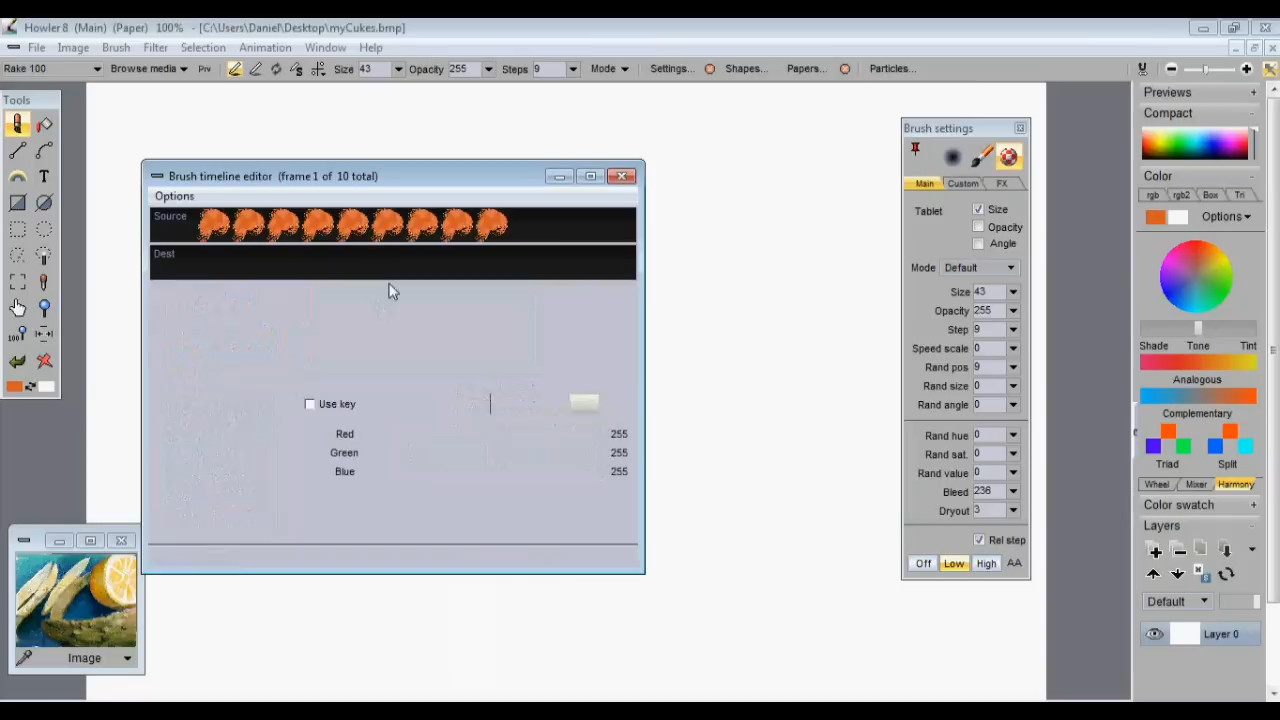 Howler 8 (Main) (Paper) 100% - [C:\Users\Daniel\Desktop\myCukes.bmp]
File Image Brush Filter Selection Animation Window Help
Rake 100 Browse media Prv Size 43 Opacity 255 Steps 9 Mode Settings... Shapes... Papers... Particles...
Tools
T
100
Brush timeline editor (frame 1 of 10 total)
Options
Source
Dest
Use key
Red 255
Green 255
Blue 255
Image
Brush settings
Main Custom FX
Tablet Size
Opacity
Angle
Mode Default
Size 43
Opacity 255
Step 9
Speed scale 0
Rand pos 9
Rand size 0
Rand angle 0
Rand hue 0
Rand sat. 0
Rand value 0
Bleed 236
Dryout 3
Rel step
Off Low High AA
Previews +
Compact -
Color -
rgb rgb2 Box Tri
Options
Shade Tone Tint
Analogous
Complementary
Triad Split
Wheel Mixer Harmony
Color swatch +
Layers -
Default
Layer 0